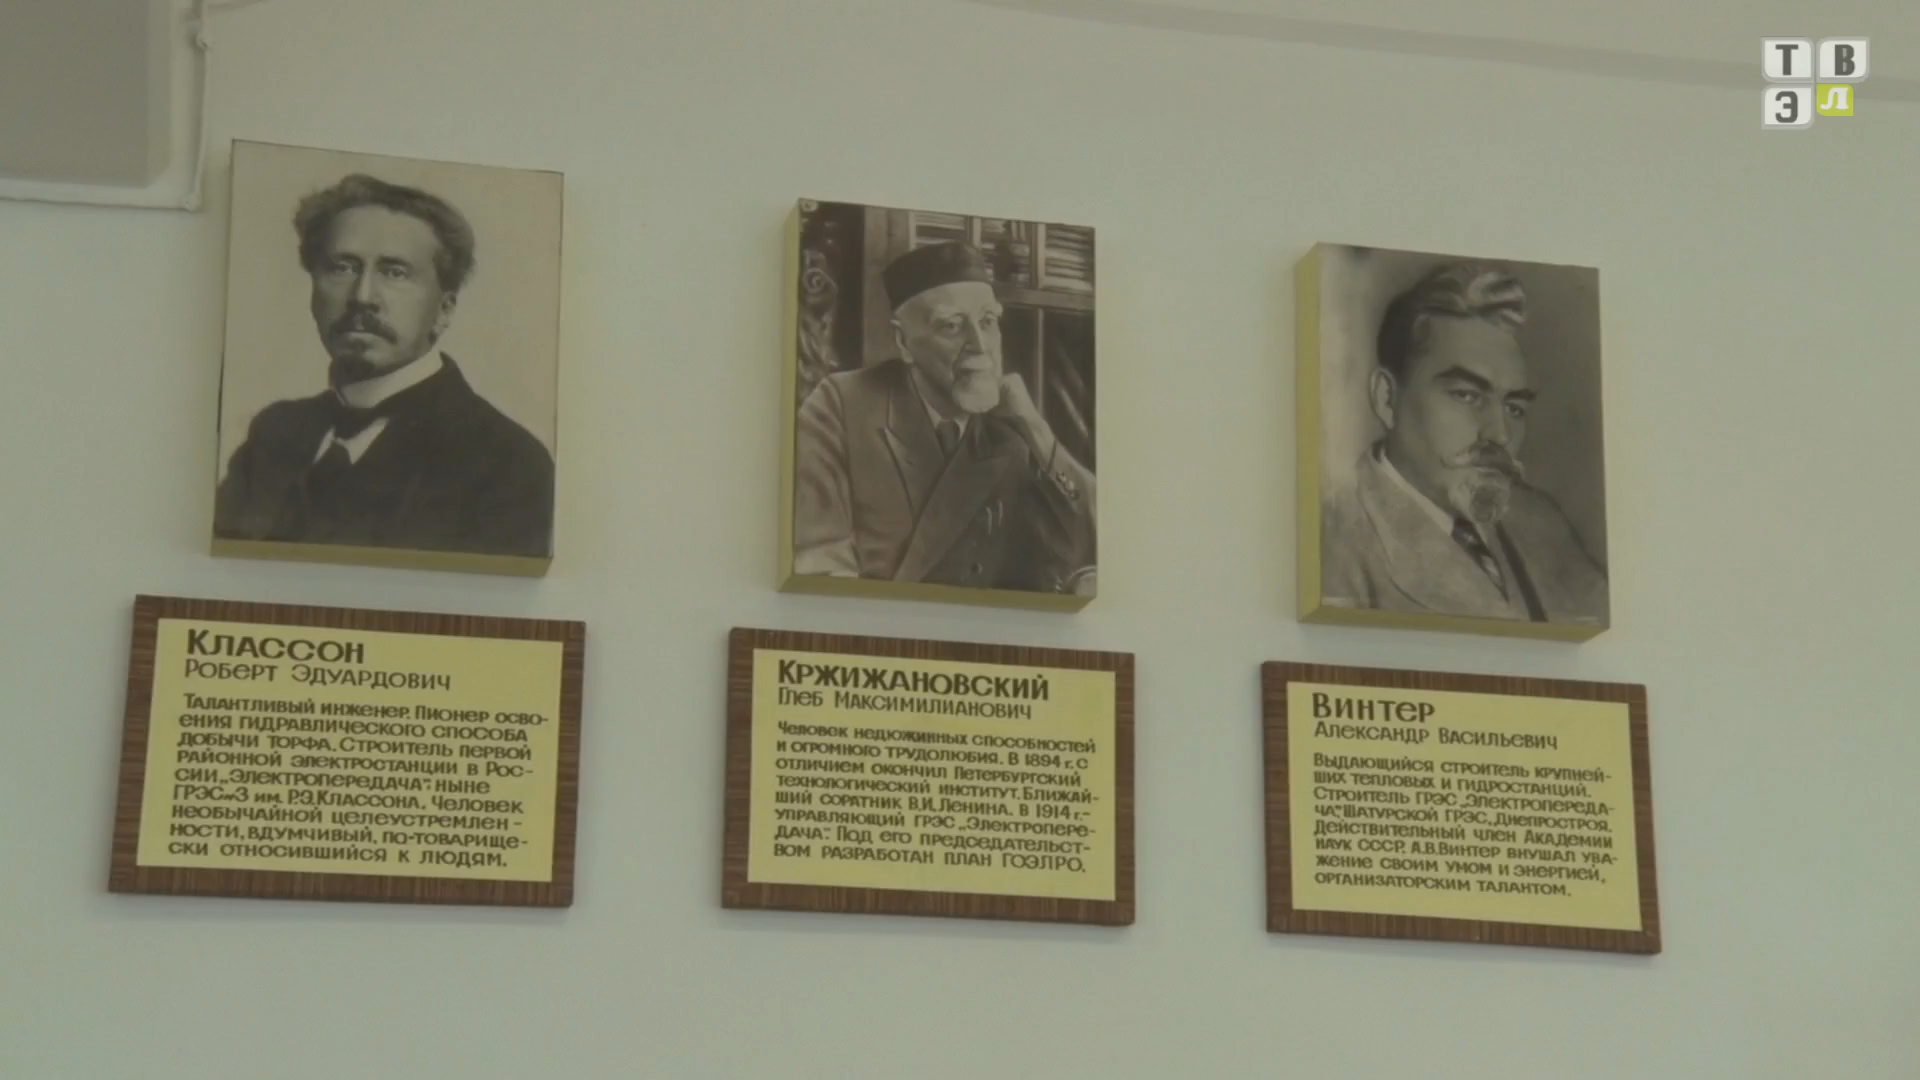 ТВ
ЭЛ
Классон
Роберт Эдуардович
Талантливый инженер. Пионер осво-
ения гидравлического способа
добычи торфа. Строитель первой
районной электростанции в Рос-
сии „Электропередача“, ныне
ГРЭС-3 им. Р.Э.Классона. Человек
необычайной целеустремлен-
ности, вдумчивый, по-товарище-
ски относившийся к людям.
Кржижановский
Глеб Максимилианович
Человек недюжинных способностей
и огромного трудолюбия. В 1894 г. с
отличием окончил Петербургский
технологический институт. Ближай-
ший соратник В.И.Ленина. В 1914 г.-
управляющий ГРЭС „Электропере-
дача“. Под его председательст-
вом разработан план ГОЭЛРО.
Винтер
Александр Васильевич
Выдающийся строитель крупней-
ших тепловых и гидростанций.
Строитель ГРЭС „Электропереда-
ча“, Шатурской ГРЭС, Днепростроя.
Действительный член Академии
наук СССР. А.В.Винтер внушал ува-
жение своим умом и энергией,
организаторским талантом.